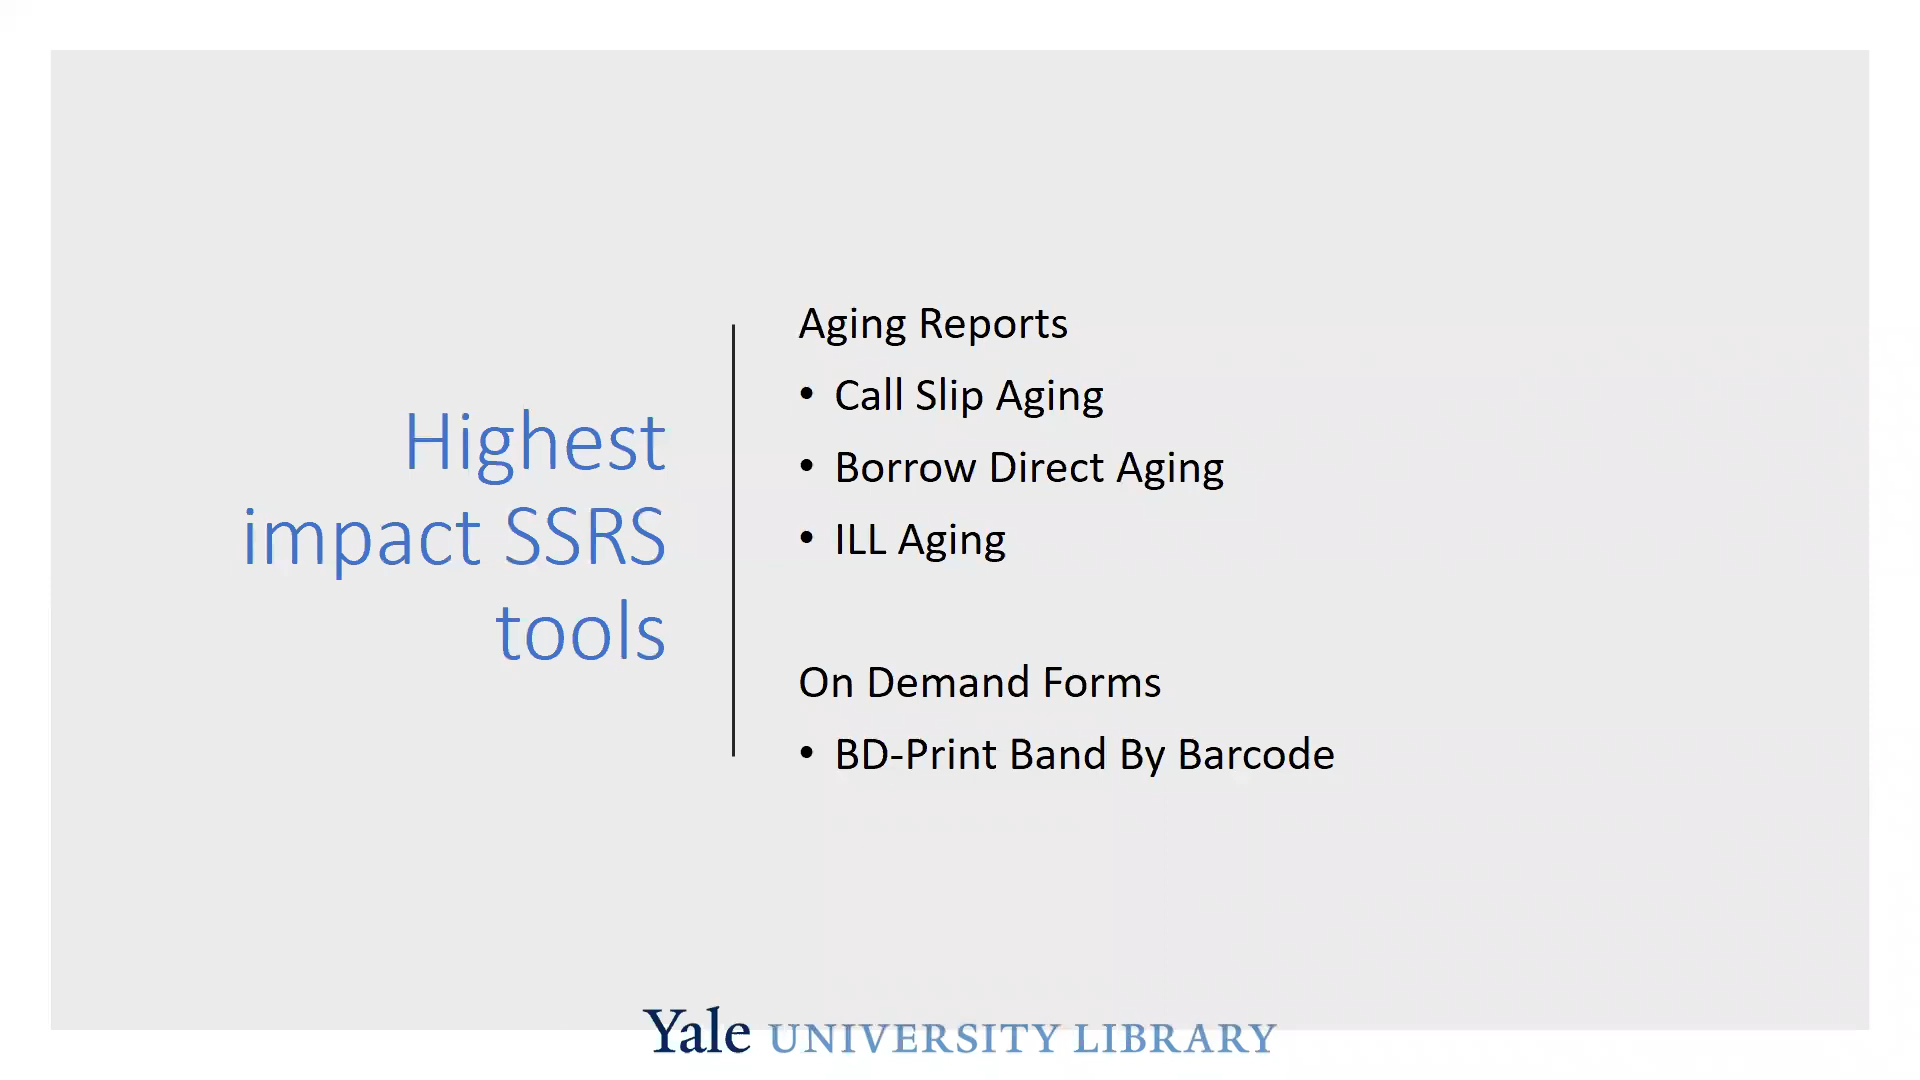 Highest
impact SSRS
tools
Aging Reports
• Call Slip Aging
• Borrow Direct Aging
• ILL Aging
On Demand Forms
• BD-Print Band By Barcode
Yale UNIVERSITY LIBRARY